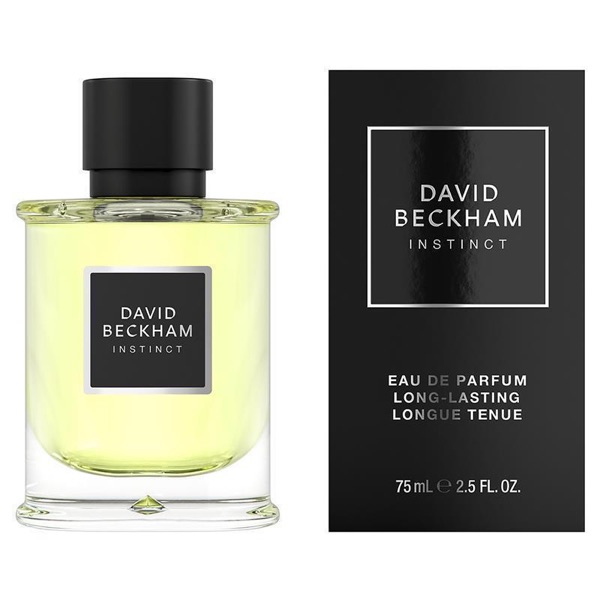 DAVID
BECKHAM
INSTINCT
DAVID
BECKHAM
INSTINCT
EAU DE PARFUM
LONG-LASTING
LONGUE TENUE
75 mL ℮ 2.5 FL. OZ.